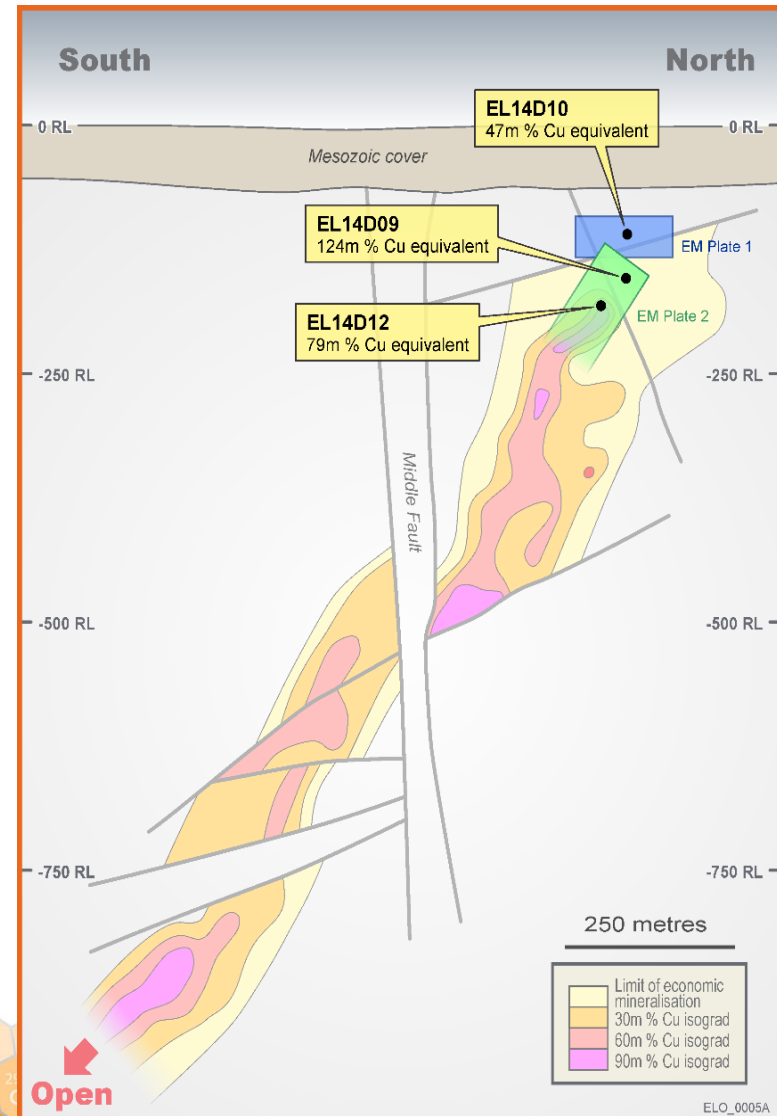 South
North
EL14D10
47m % Cu equivalent
0 RL
0 RL
Mesozoic cover
EL14D09
124m % Cu equivalent
EM Plate 1
EL14D12
79m % Cu equivalent
EM Plate 2
-250 RL
-250 RL
Middle Fault
-500 RL
-500 RL
-750 RL
-750 RL
250 metres
Limit of economic
mineralisation
30m % Cu isograd
60m % Cu isograd
90m % Cu isograd
Open
ELO_0005A